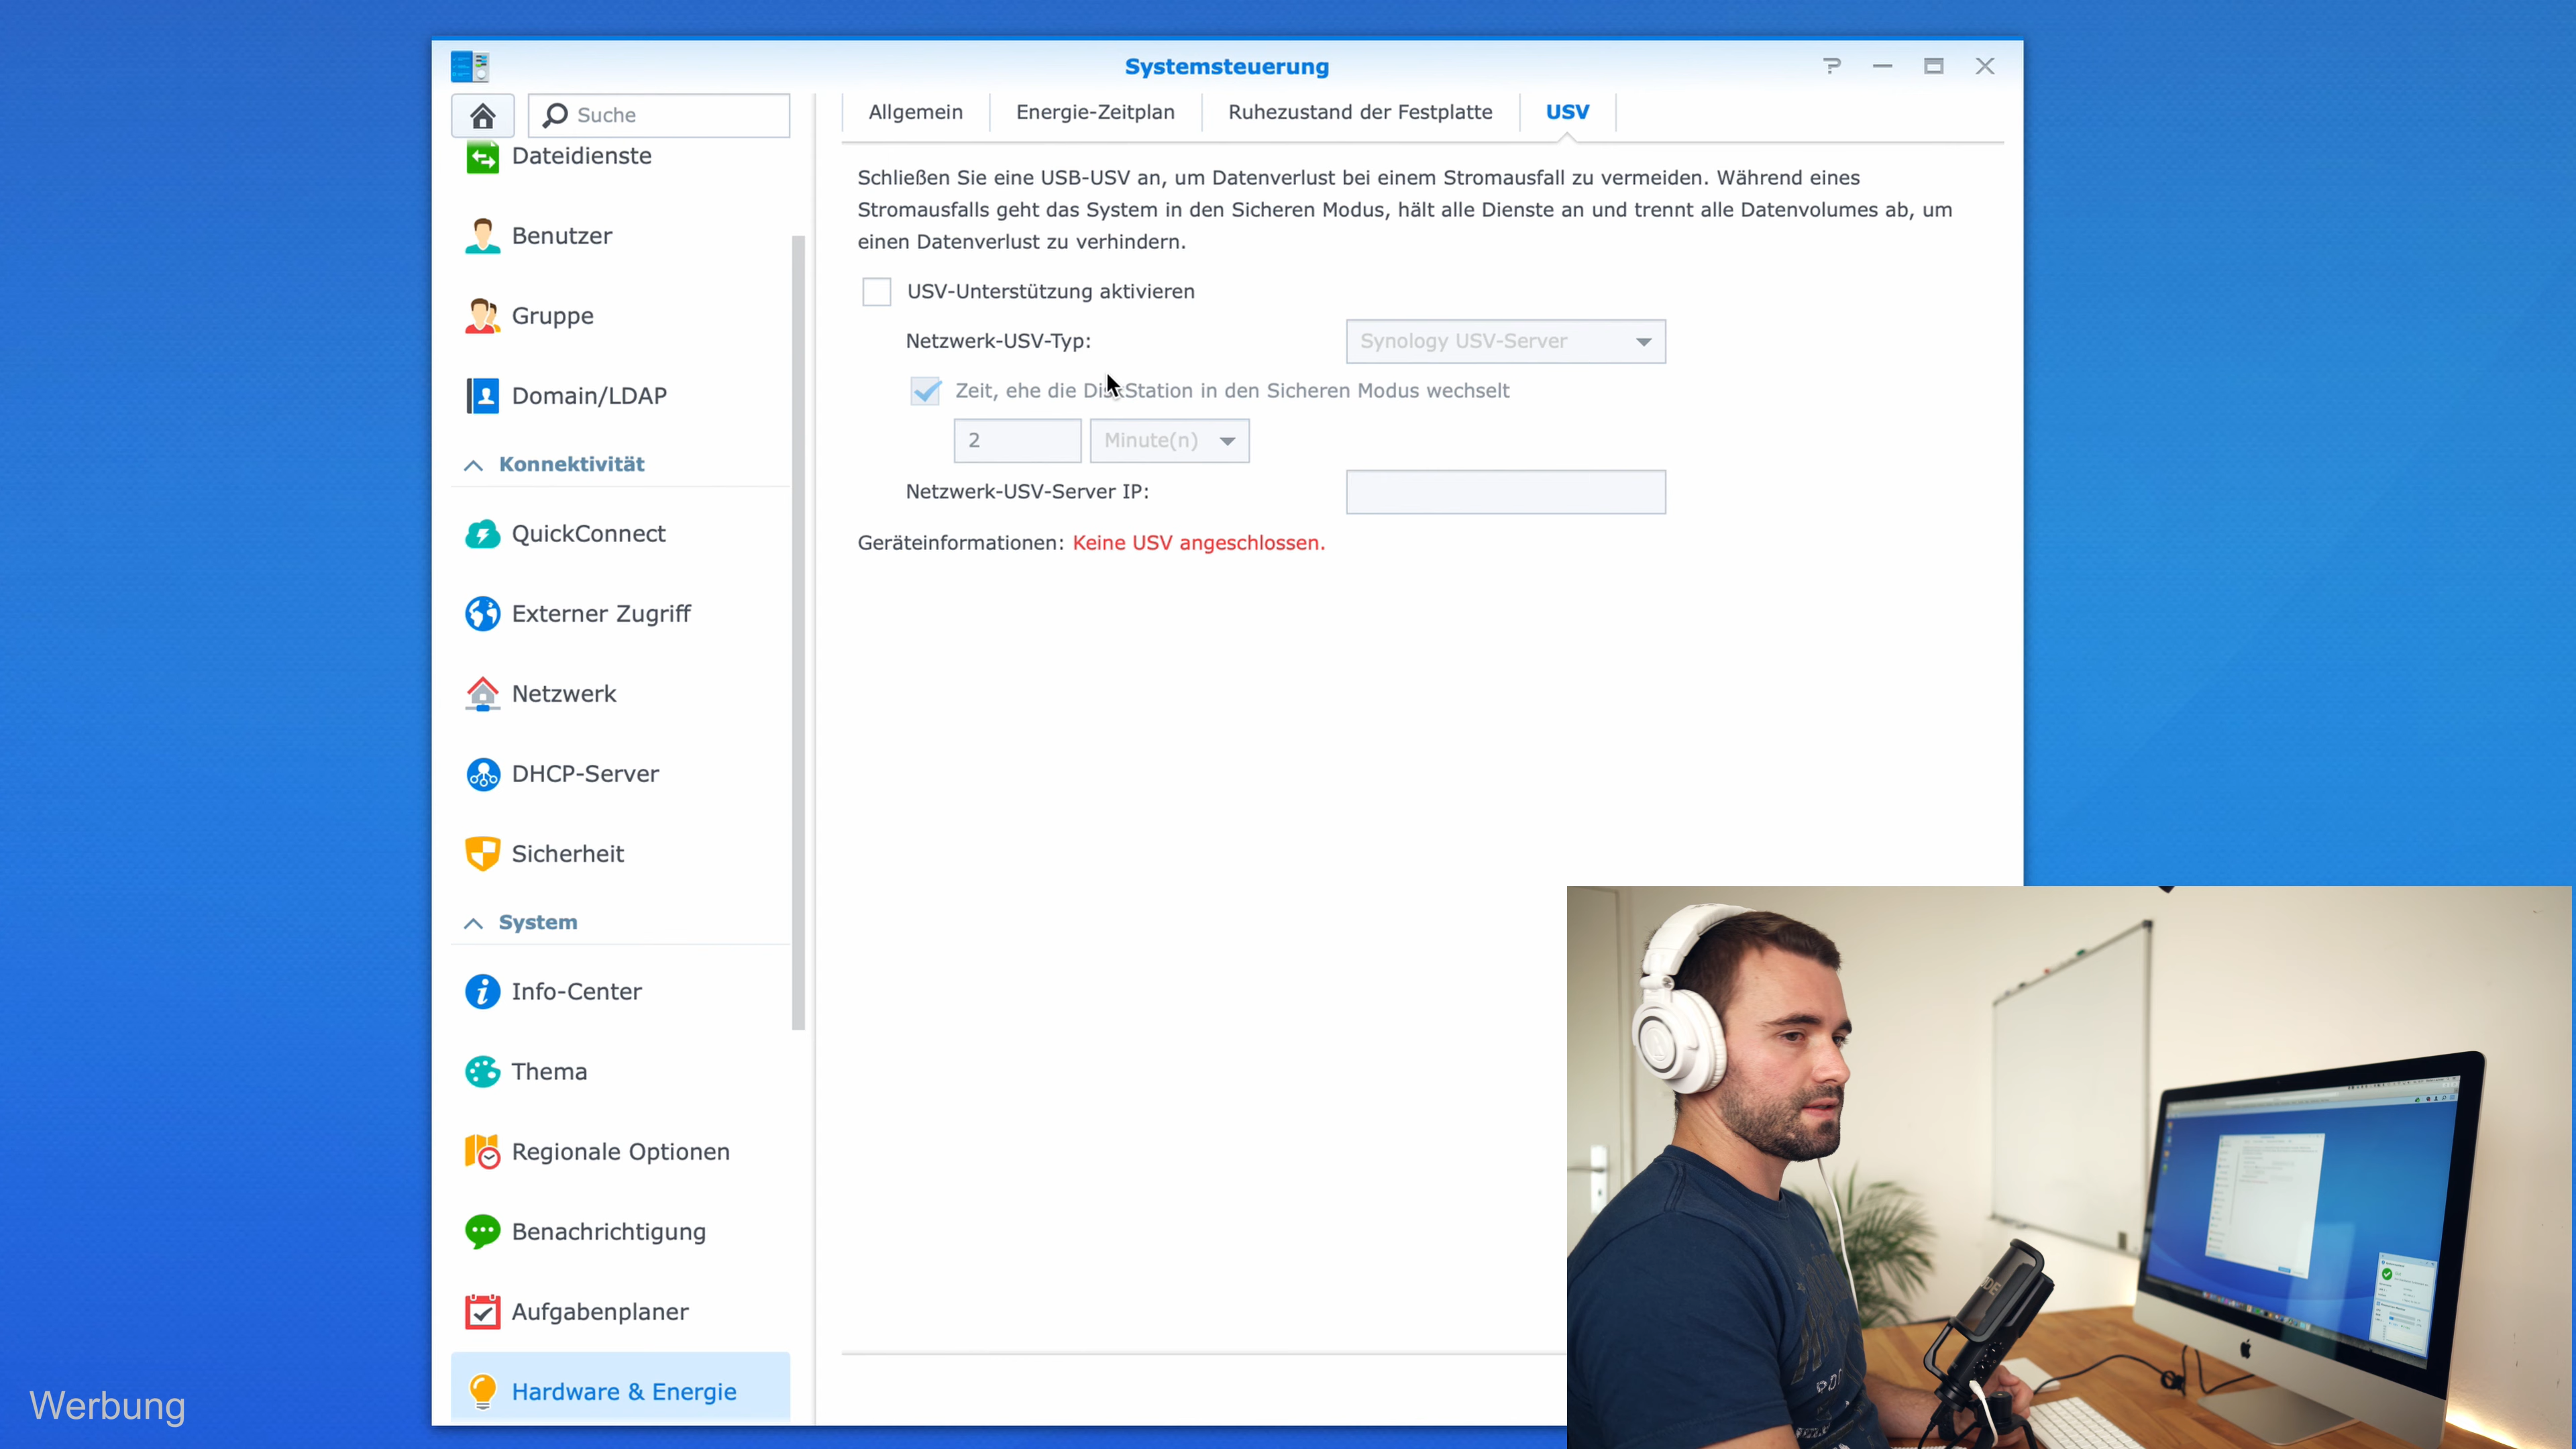 Systemsteuerung
Suche
Dateidienste
Benutzer
Gruppe
Domain/LDAP
Konnektivität
QuickConnect
Externer Zugriff
Netzwerk
DHCP-Server
Sicherheit
System
Info-Center
Thema
Regionale Optionen
Benachrichtigung
Aufgabenplaner
Hardware & Energie
Allgemein
Energie-Zeitplan
Ruhezustand der Festplatte
USV
Schließen Sie eine USB-USV an, um Datenverlust bei einem Stromausfall zu vermeiden. Während eines
Stromausfalls geht das System in den Sicheren Modus, hält alle Dienste an und trennt alle Datenvolumes ab, um
einen Datenverlust zu verhindern.
USV-Unterstützung aktivieren
Netzwerk-USV-Typ: Synology USV-Server
Zeit, ehe die DiskStation in den Sicheren Modus wechselt
2 Minute(n)
Netzwerk-USV-Server IP:
Geräteinformationen: Keine USV angeschlossen.
Werbung